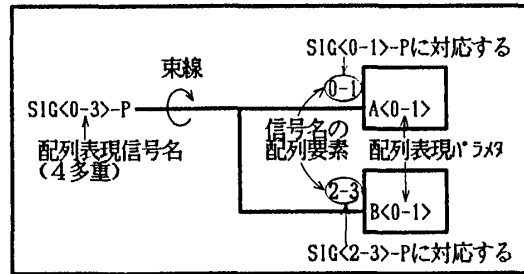 SIG<0-1>-Pに対応する
束線
0-1
SIG<0-3>-P
A<0-1>
配列表現信号名
(4多重)
信号名の
配列要素
配列表現パラメタ
2-3
B<0-1>
SIG<2-3>-Pに対応する